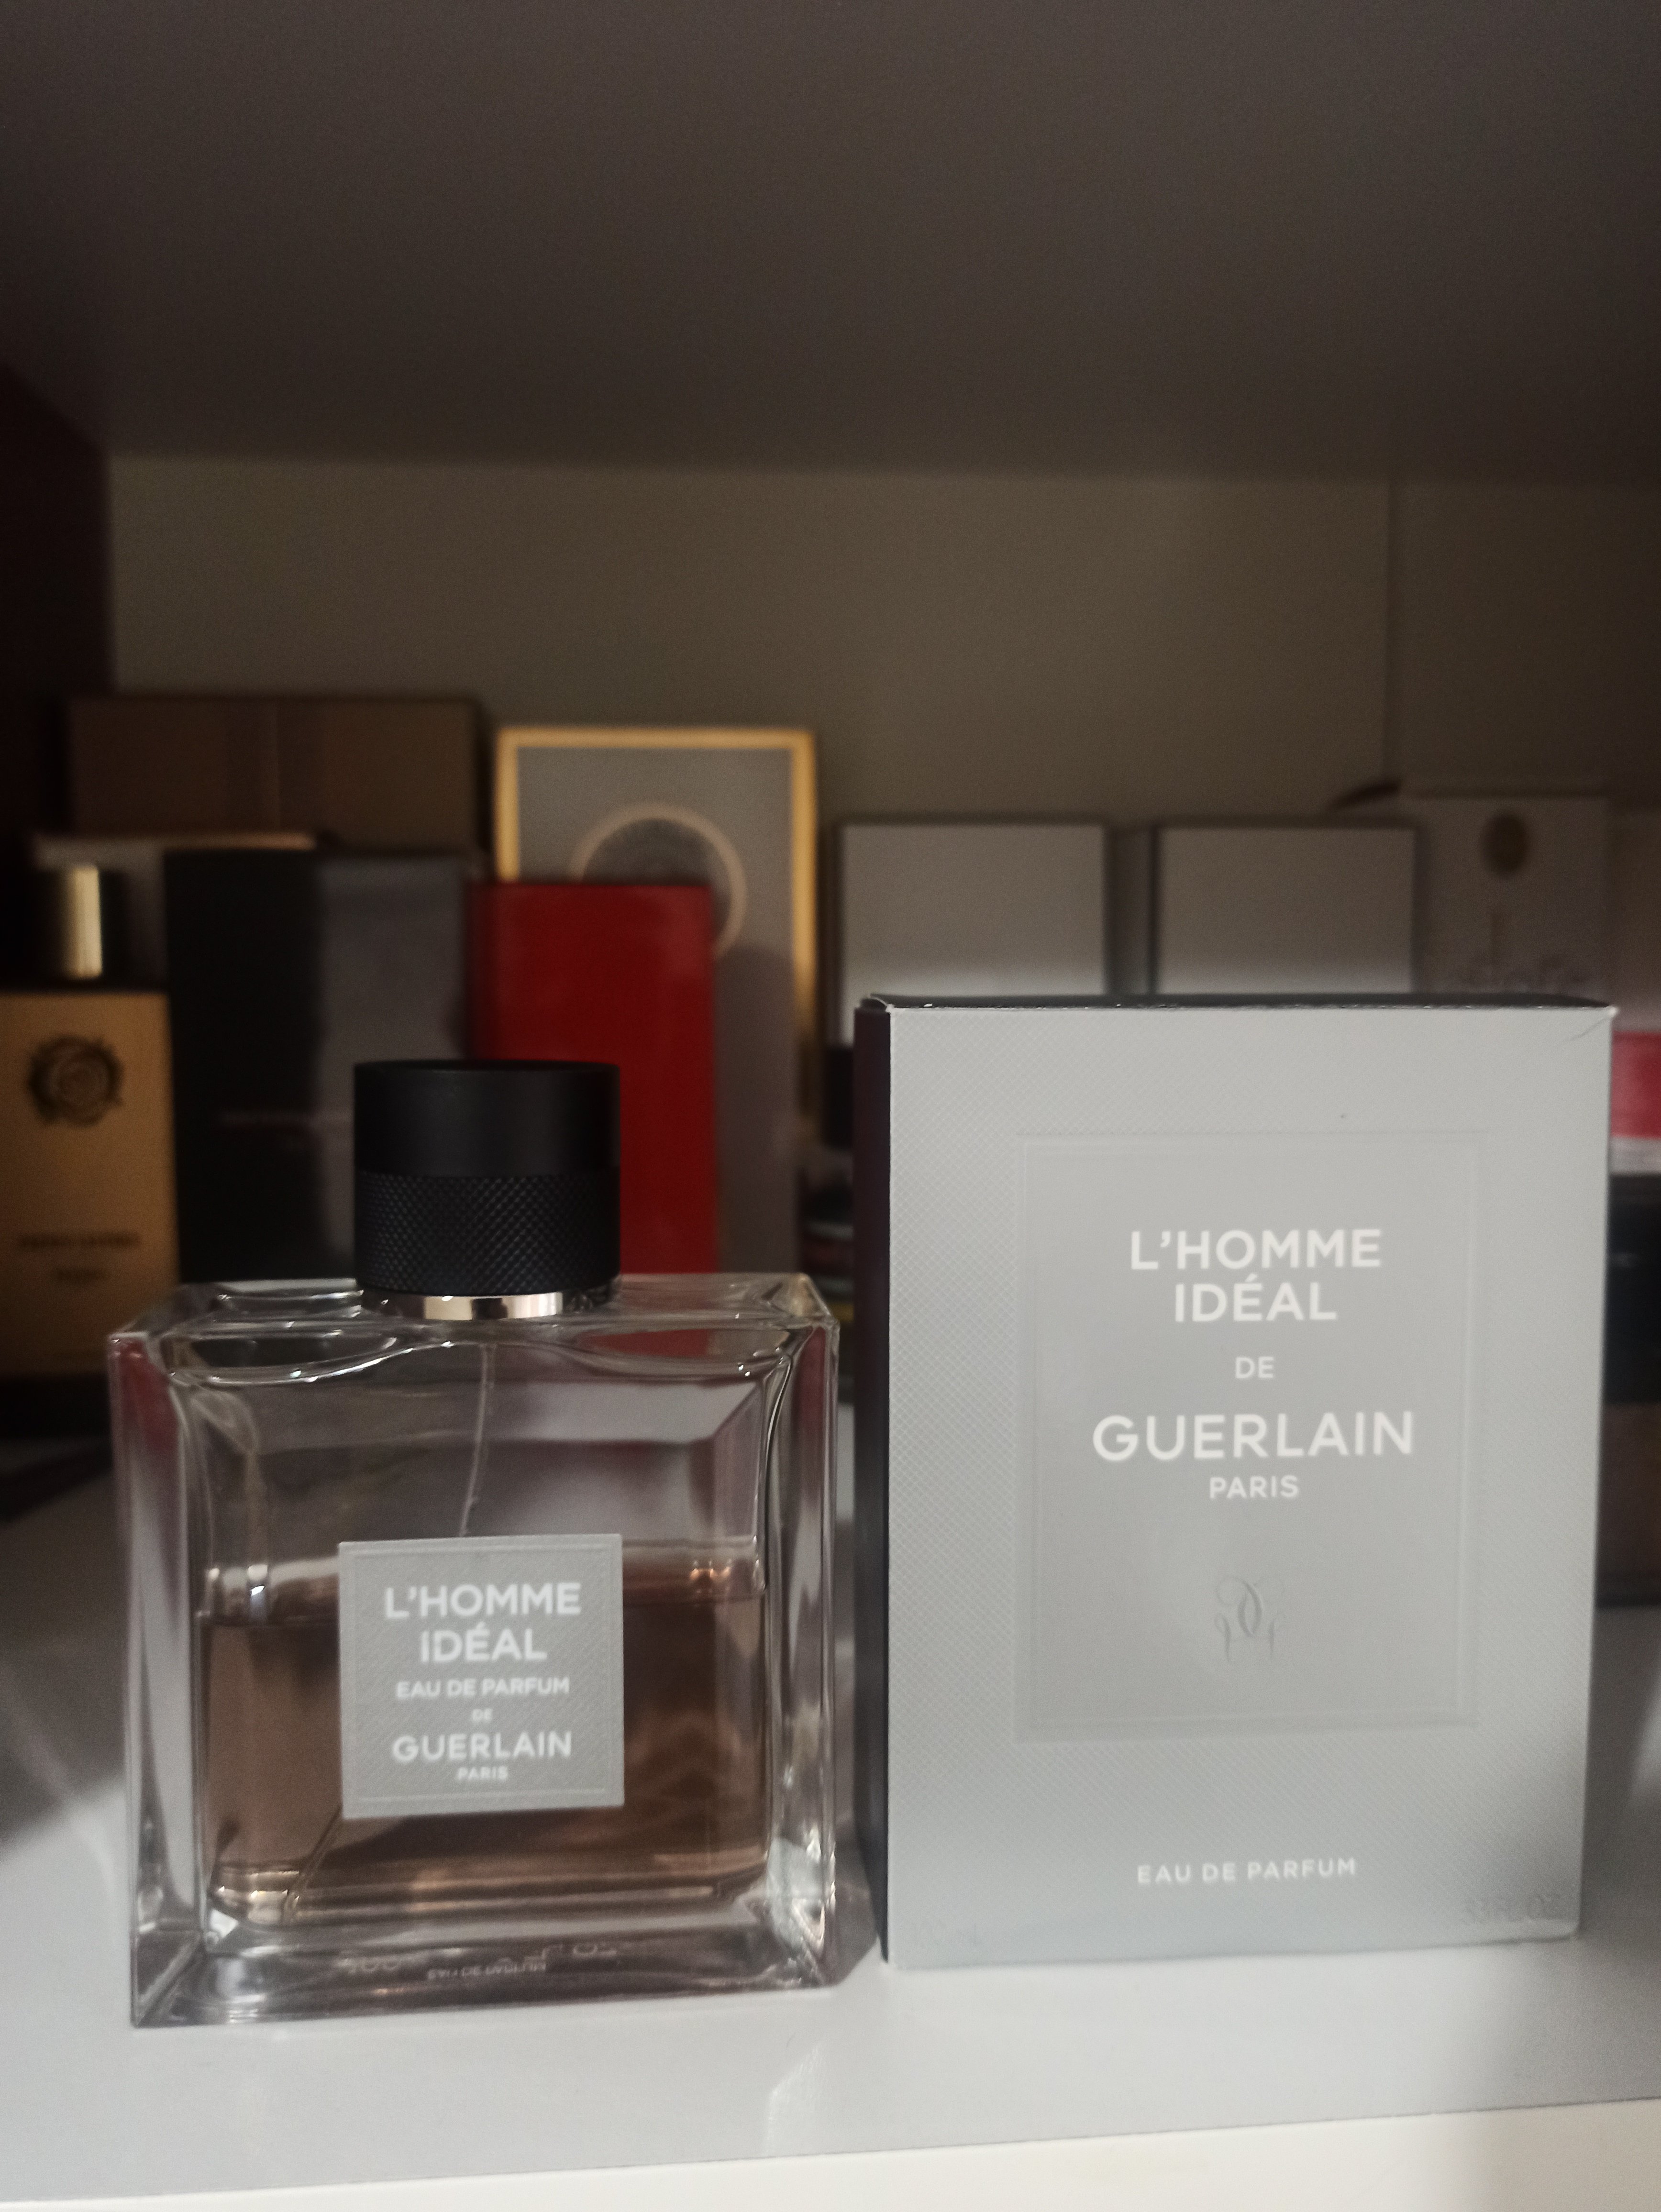 L'HOMME
IDÉAL
EAU DE PARFUM
DE
GUERLAIN
PARIS
L'HOMME
IDÉAL
DE
GUERLAIN
PARIS
EAU DE PARFUM